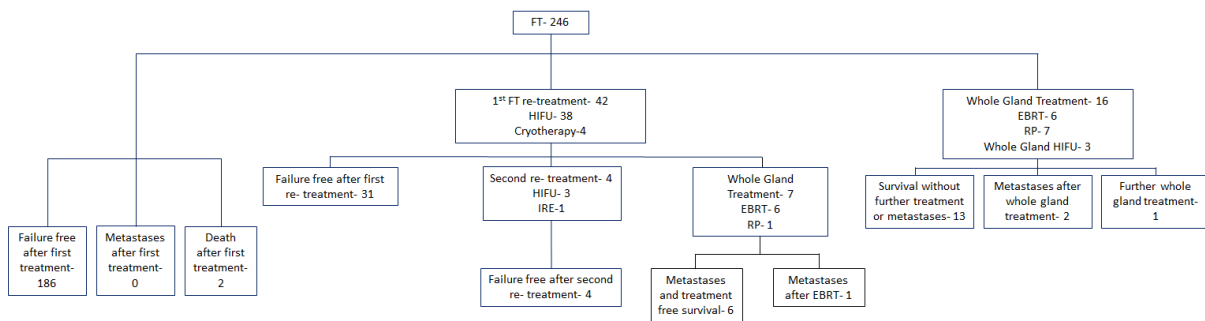 FT- 246
1st FT re-treatment- 42
HIFU- 38
Cryotherapy-4
Whole Gland Treatment- 16
EBRT- 6
RP- 7
Whole Gland HIFU- 3
Failure free after first
re- treatment- 31
Second re- treatment- 4
HIFU- 3
IRE-1
Whole Gland
Treatment- 7
EBRT- 6
RP- 1
Survival without
further treatment
or metastases- 13
Metastases after
whole gland
treatment- 2
Further whole
gland treatment-
1
Failure free
after first
treatment-
186
Metastases
after first
treatment-
0
Death
after first
treatment-
2
Failure free after second
re- treatment- 4
Metastases
and treatment
free survival- 6
Metastases
after EBRT- 1